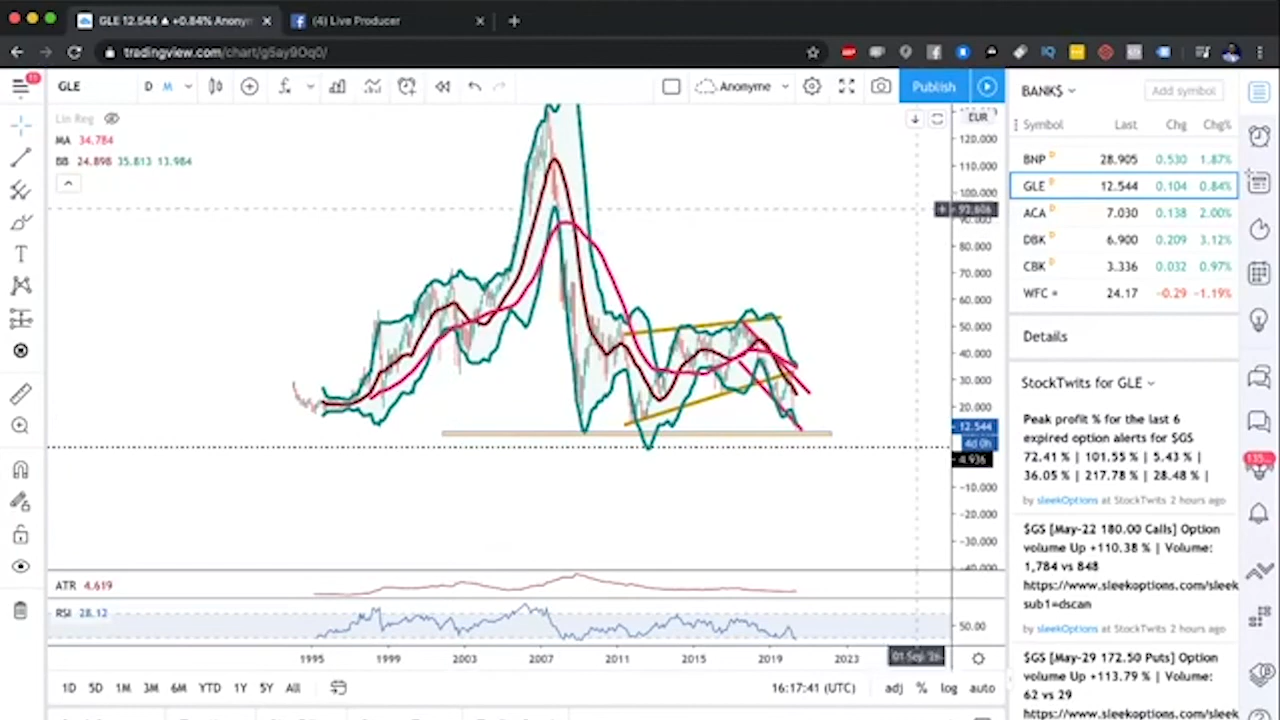 GLE 12.544 ▲ +0.84% Anonym
(4) Live Producer
tradingview.com/chart/g5ay9Oq0/
11
GLE
D M
Anonyme
Publish
BANK$
Add symbol
Lin Reg
MA 34.784
BB 24.898 35.813 13.984
EUR
120.000
110.000
100.000
93.606
90.000
80.000
70.000
60.000
50.000
40.000
30.000
20.000
12.544
4d 0h
4.936
-10.000
-20.000
-30.000
-40.000
ATR 4.619
RSI 28.12
50.00
1995 1999 2003 2007 2011 2015 2019 2023 01 Sep '26
1D 5D 1M 3M 6M YTD 1Y 5Y All
16:17:41 (UTC) adj % log auto
Symbol Last Chg Chg%
BNP D 28.905 0.530 1.87%
GLE D 12.544 0.104 0.84%
ACA D 7.030 0.138 2.00%
DBK D 6.900 0.209 3.12%
CBK D 3.336 0.032 0.97%
WFC 24.17 -0.29 -1.19%
Details
StockTwits for GLE
Peak profit % for the last 6
expired option alerts for $GS
72.41 % | 101.55 % | 5.43 % |
36.05 % | 217.78 % | 28.48 % |
by sleekOptions at StockTwits 2 hours ago
$GS [May-22 180.00 Calls] Option
volume Up +110.38 % | Volume:
1,784 vs 848
https://www.sleekoptions.com/sleek
sub1=dscan
by sleekOptions at StockTwits 2 hours ago
$GS [May-29 172.50 Puts] Option
volume Up +113.79 % | Volume:
62 vs 29
https://www.sleekoptions.com/sleek